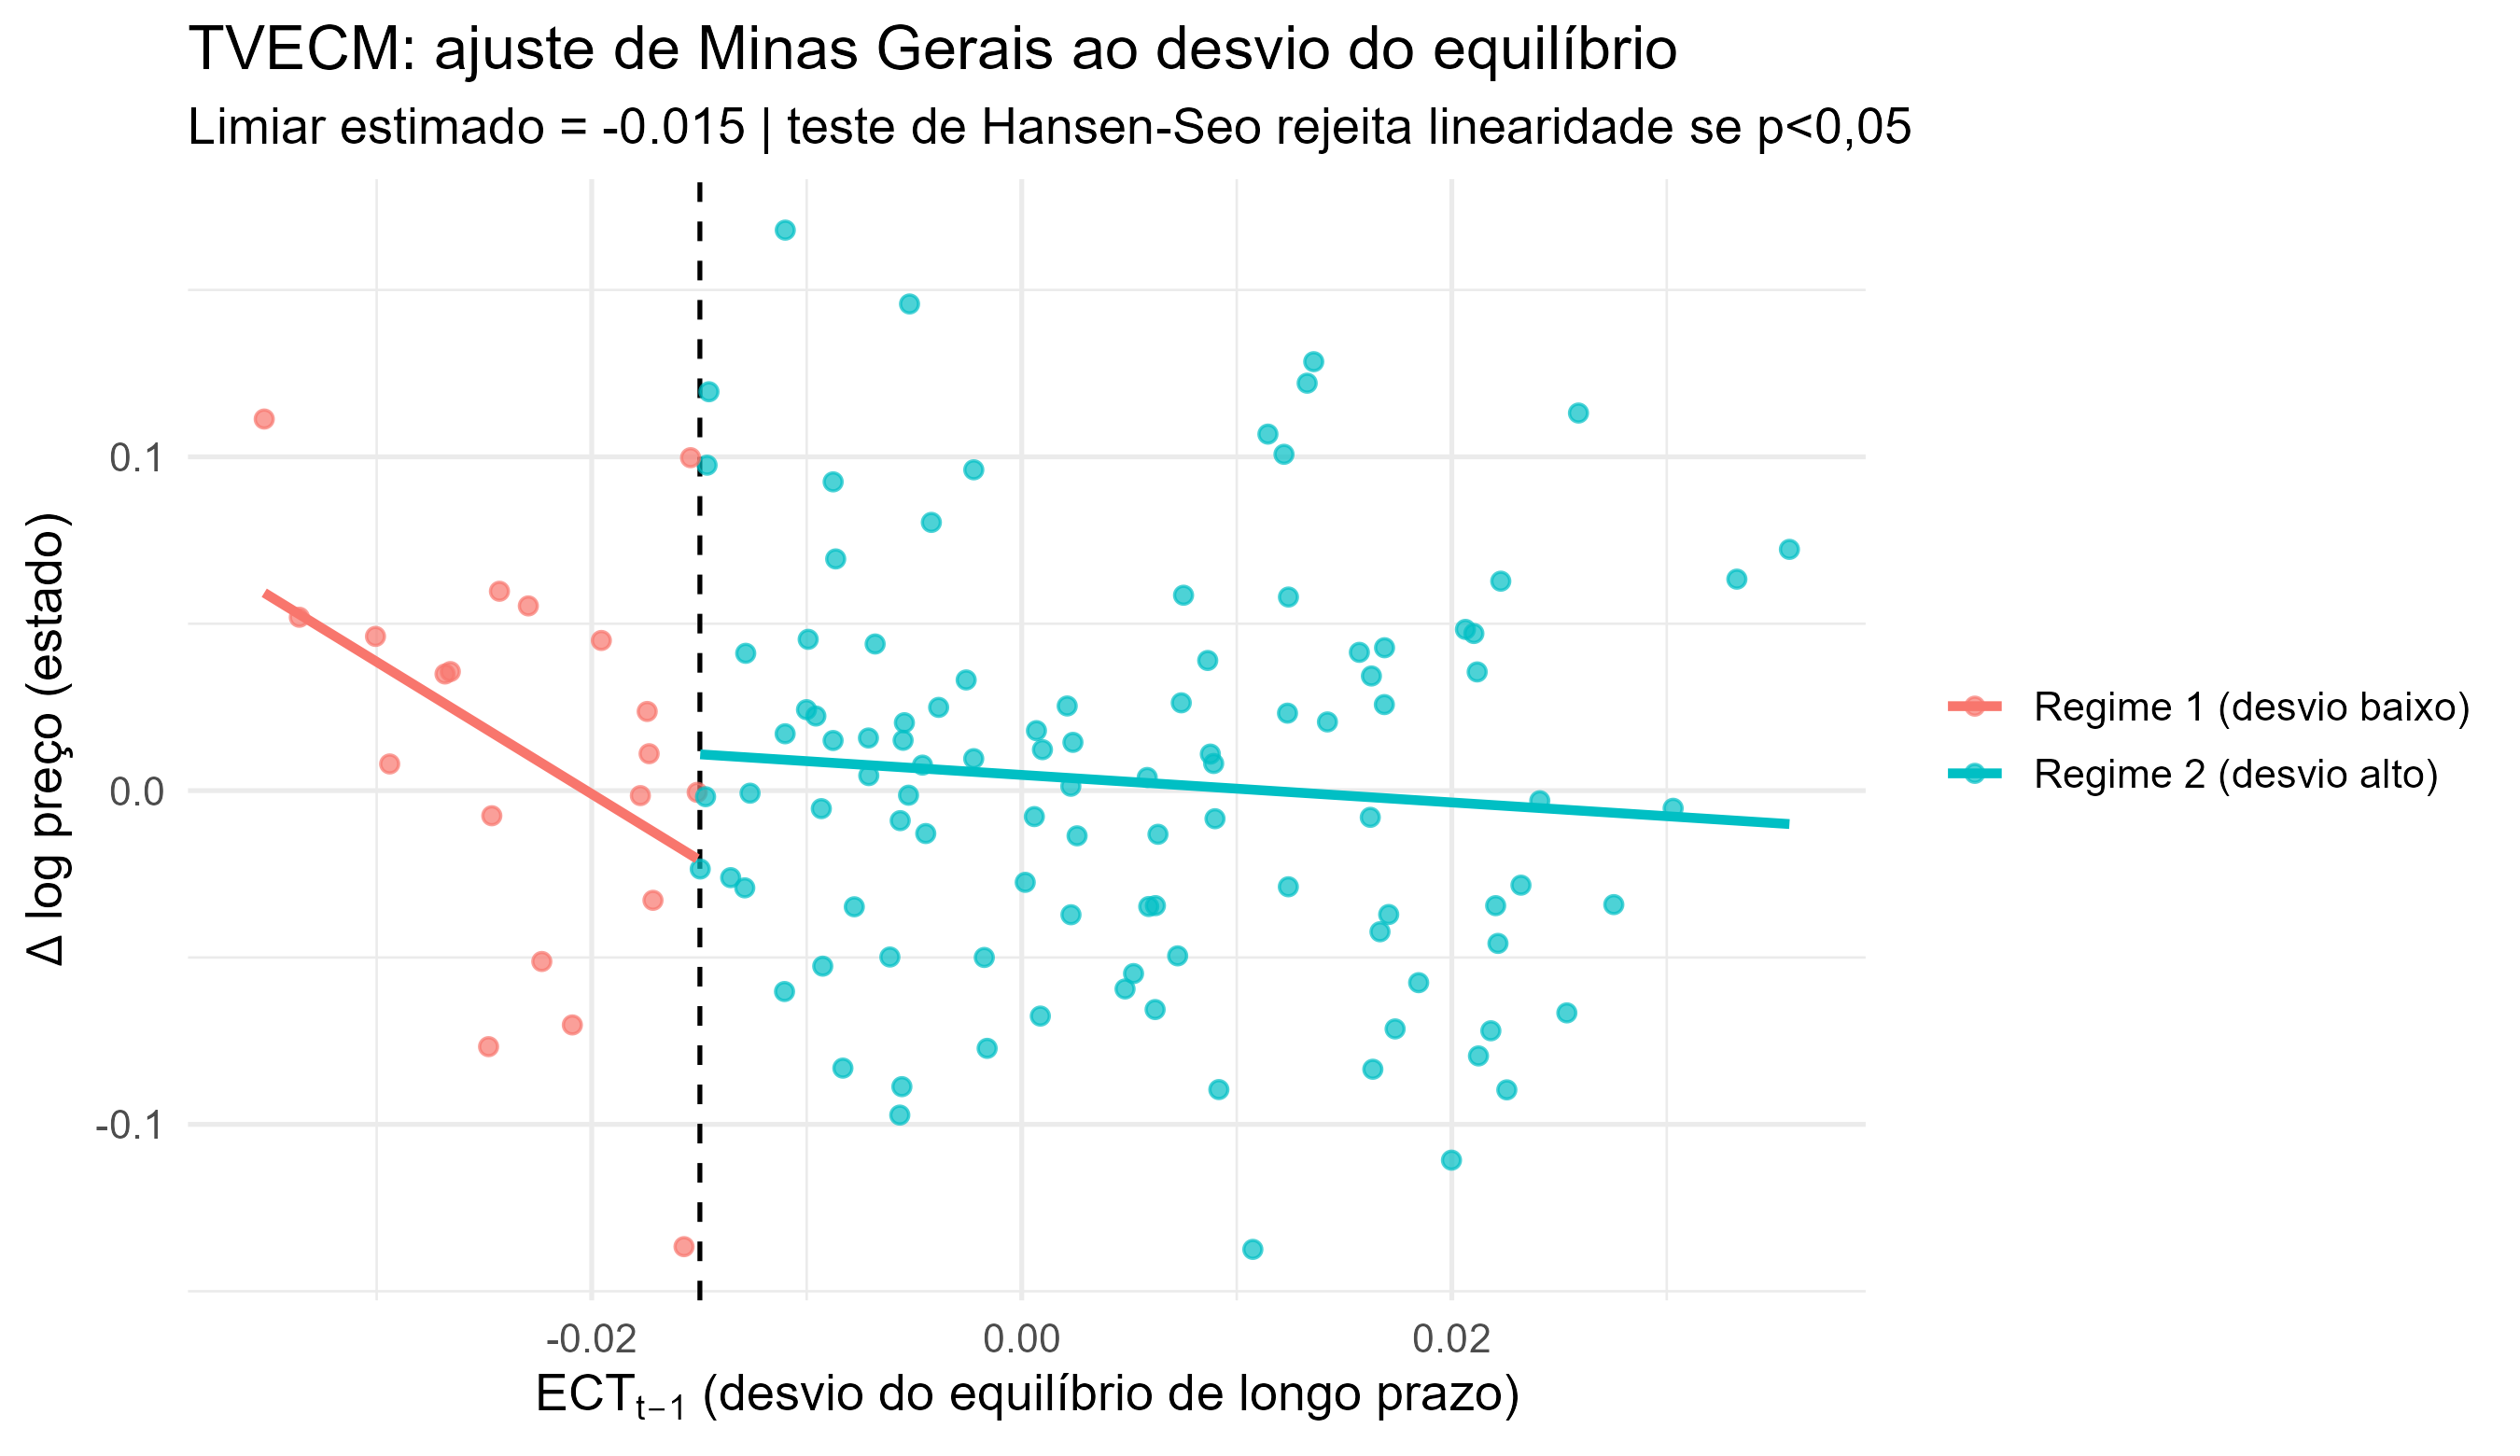 TVECM: ajuste de Minas Gerais ao desvio do equilíbrio
Limiar estimado = -0.015 | teste de Hansen-Seo rejeita linearidade se p<0,05
Δ log preço (estado)
0.1
0.0
-0.1
-0.02
0.00
0.02
ECTt−1 (desvio do equilíbrio de longo prazo)
Regime 1 (desvio baixo)
Regime 2 (desvio alto)